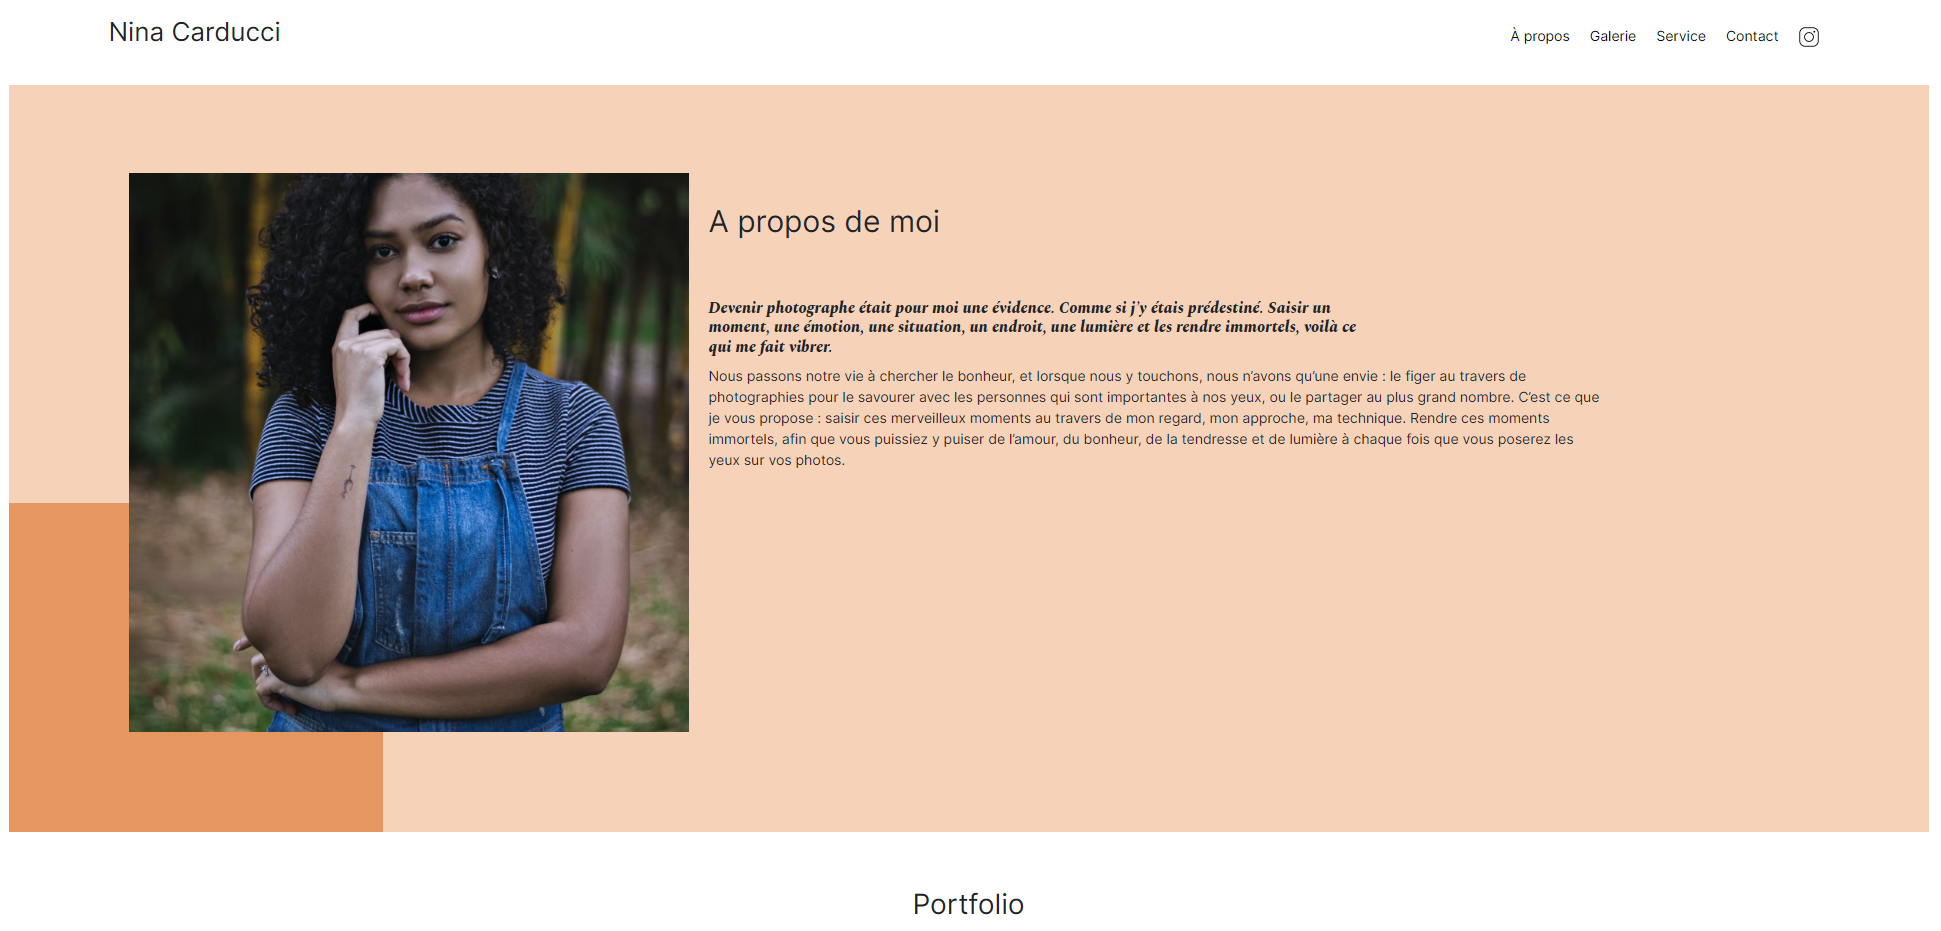 Nina Carducci
À propos Galerie Service Contact
A propos de moi
Devenir photographe était pour moi une évidence. Comme si j'y étais prédestiné. Saisir un
moment, une émotion, une situation, un endroit, une lumière et les rendre immortels, voilà ce
qui me fait vibrer.
Nous passons notre vie à chercher le bonheur, et lorsque nous y touchons, nous n’avons qu’une envie : le figer au travers de
photographies pour le savourer avec les personnes qui sont importantes à nos yeux, ou le partager au plus grand nombre. C’est ce que
je vous propose : saisir ces merveilleux moments au travers de mon regard, mon approche, ma technique. Rendre ces moments
immortels, afin que vous puissiez y puiser de l’amour, du bonheur, de la tendresse et de lumière à chaque fois que vous poserez les
yeux sur vos photos.
Portfolio